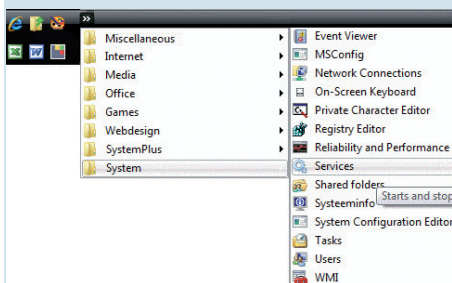 »
Miscellaneous
Internet
Media
Office
Games
Webdesign
SystemPlus
System
Event Viewer
MSConfig
Network Connections
On-Screen Keyboard
Private Character Editor
Registry Editor
Reliability and Performance
Services
Shared folders
Starts and stop
Systeeminfo
System Configuration Editor
Tasks
Users
WMI